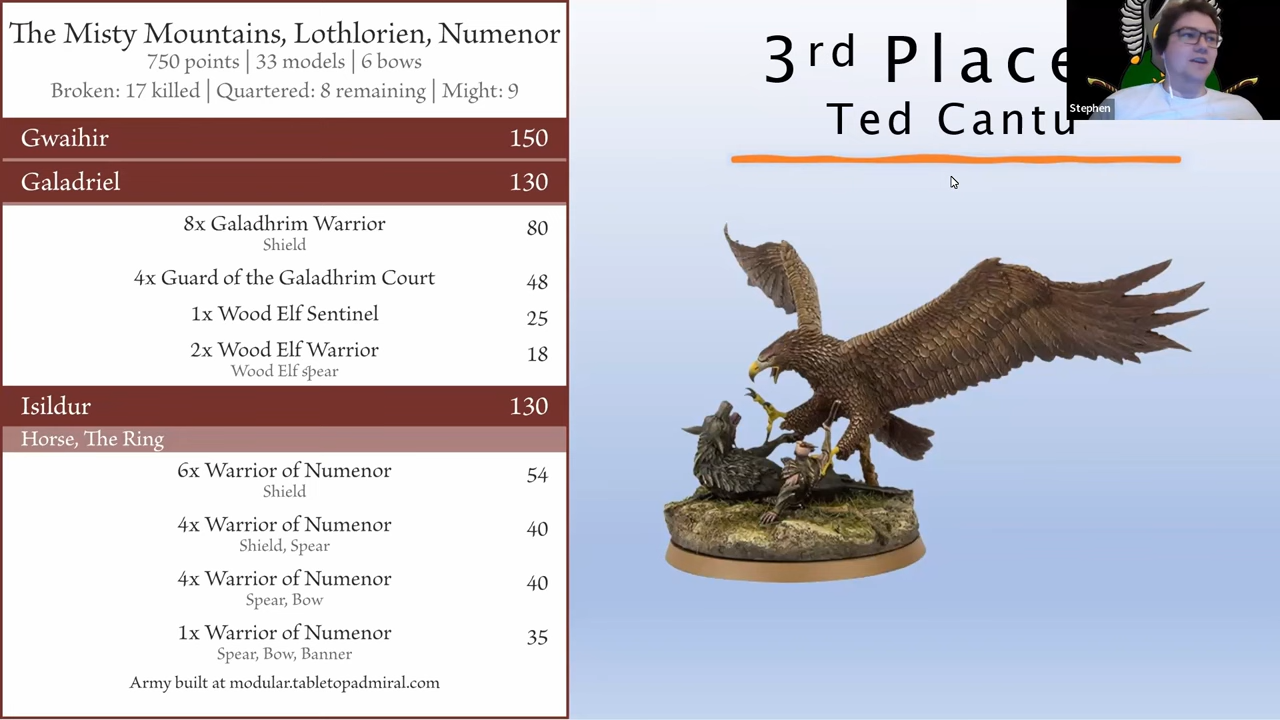 The Misty Mountains, Lothlorien, Numenor
750 points | 33 models | 6 bows
Broken: 17 killed | Quartered: 8 remaining | Might: 9
Gwaihir 150
Galadriel 130
8x Galadhrim Warrior 80
Shield
4x Guard of the Galadhrim Court 48
1x Wood Elf Sentinel 25
2x Wood Elf Warrior 18
Wood Elf spear
Isildur 130
Horse, The Ring
6x Warrior of Numenor 54
Shield
4x Warrior of Numenor 40
Shield, Spear
4x Warrior of Numenor 40
Spear, Bow
1x Warrior of Numenor 35
Spear, Bow, Banner
Army built at modular.tabletopadmiral.com
3rd Place
Ted Cantu
Stephen